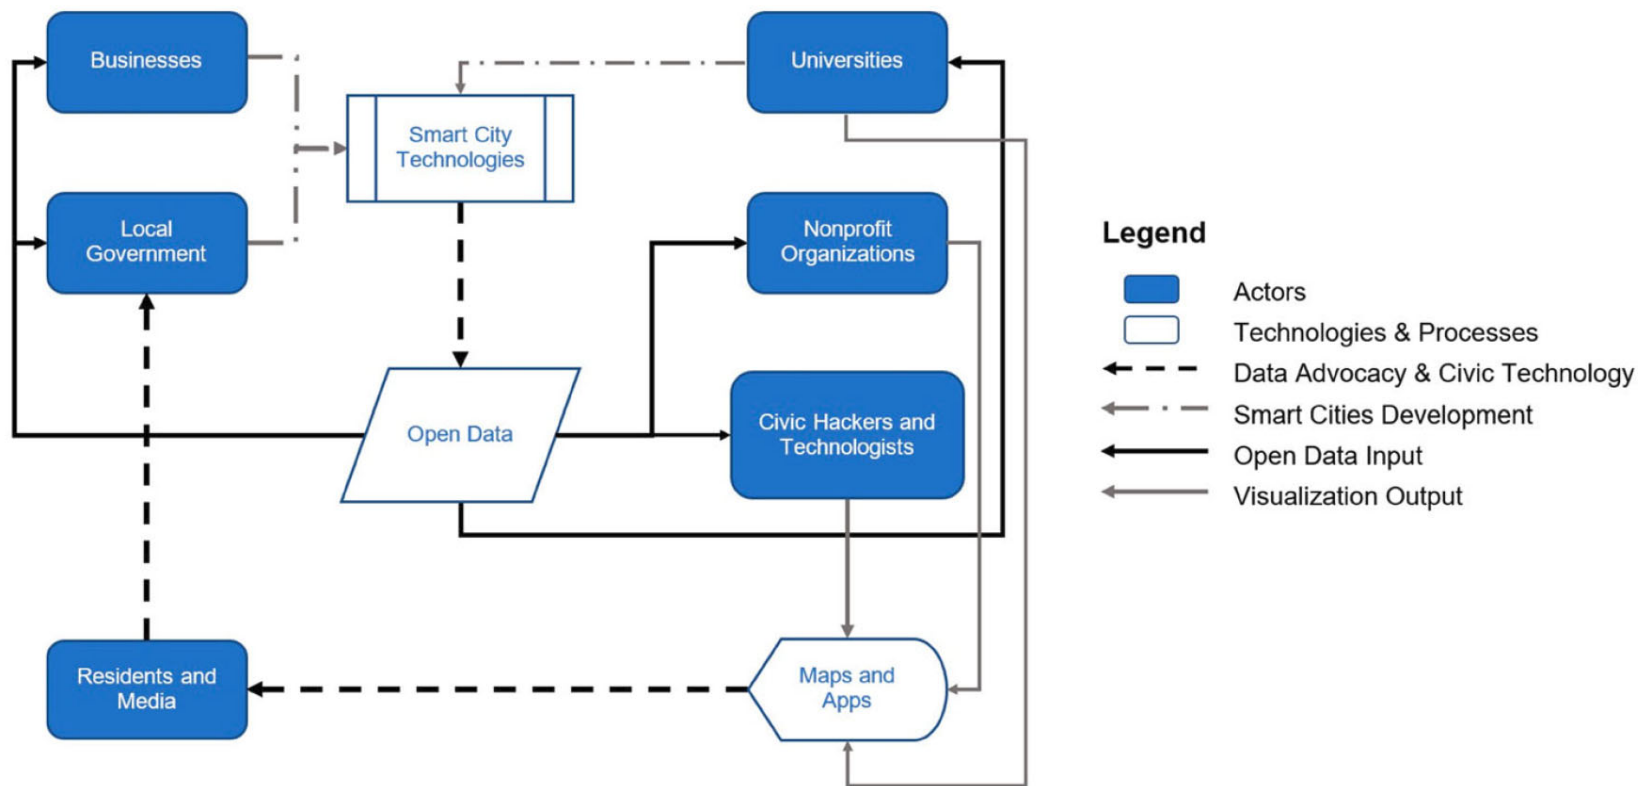 Businesses
Universities
Smart City
Technologies
Local
Government
Nonprofit
Organizations
Open Data
Civic Hackers and
Technologists
Residents and
Media
Maps and
Apps
Legend
Actors
Technologies & Processes
Data Advocacy & Civic Technology
Smart Cities Development
Open Data Input
Visualization Output